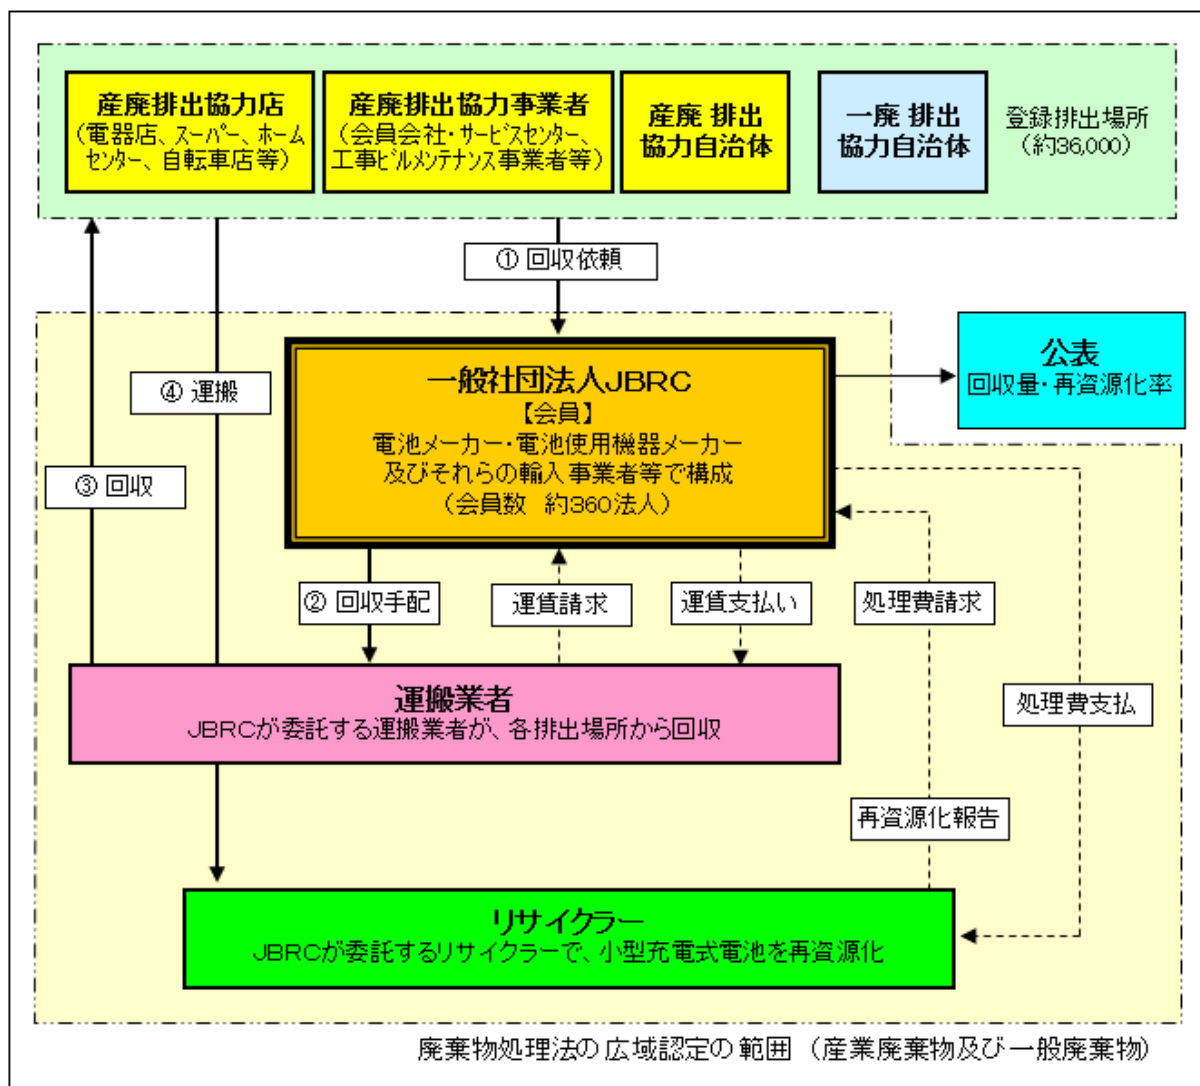 産廃排出協力店
(電器店、スーパー、ホーム
センター、自転車店等)
産廃排出協力事業者
(会員会社・サービスセンター、
工事ビルメンテナンス事業者等)
産廃 排出
協力自治体
一廃 排出
協力自治体
登録排出場所
(約36,000)
① 回収依頼
一般社団法人JBRC
【会員】
電池メーカー・電池使用機器メーカー
及びそれらの輸入事業者等で構成
(会員数 約360法人)
公表
回収量・再資源化率
④ 運搬
③ 回収
② 回収手配
運賃請求
運賃支払い
処理費請求
処理費支払
運搬業者
JBRCが委託する運搬業者が、各排出場所から回収
再資源化報告
リサイクラー
JBRCが委託するリサイクラーで、小型充電式電池を再資源化
廃棄物処理法の広域認定の範囲 (産業廃棄物及び一般廃棄物)